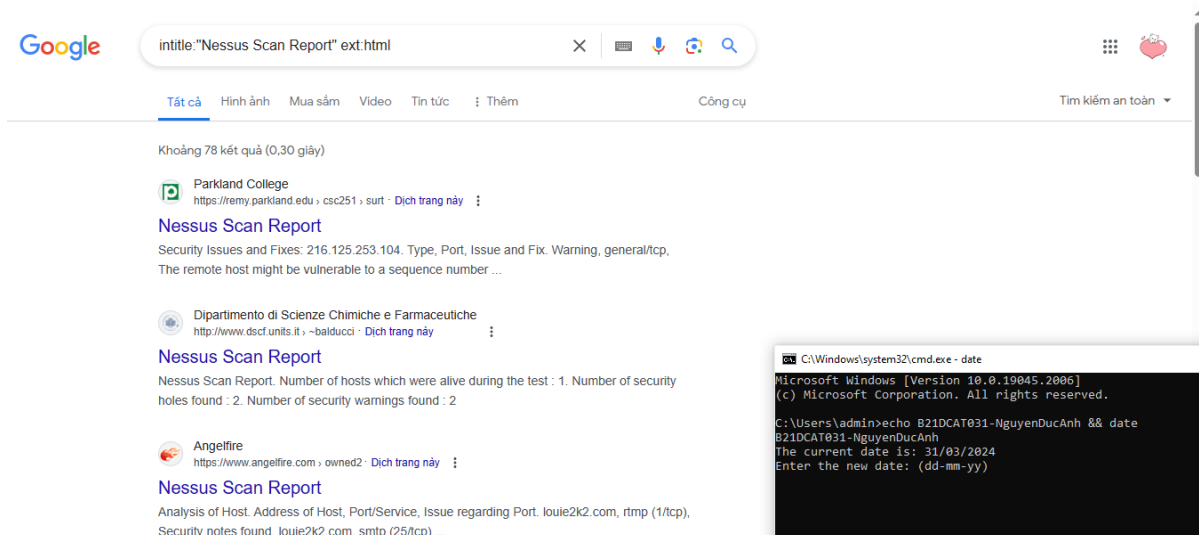 Google
intitle:"Nessus Scan Report" ext:html
Tất cả Hình ảnh Mua sắm Video Tin tức Thêm Công cụ Tìm kiếm an toàn
Khoảng 78 kết quả (0,30 giây)
Parkland College
https://remy.parkland.edu › csc251 › surt · Dịch trang này
Nessus Scan Report
Security Issues and Fixes: 216.125.253.104. Type, Port, Issue and Fix. Warning, general/tcp,
The remote host might be vulnerable to a sequence number ...
Dipartimento di Scienze Chimiche e Farmaceutiche
http://www.dscf.units.it › ~balducci · Dịch trang này
Nessus Scan Report
Nessus Scan Report. Number of hosts which were alive during the test : 1. Number of security
holes found : 2. Number of security warnings found : 2
Angelfire
https://www.angelfire.com › owned2 · Dịch trang này
Nessus Scan Report
Analysis of Host. Address of Host, Port/Service, Issue regarding Port. louie2k2.com, rtmp (1/tcp),
Security notes found. louie2k2.com, smtp (25/tcp) ...
C:\Windows\system32\cmd.exe - date
Microsoft Windows [Version 10.0.19045.2006]
(c) Microsoft Corporation. All rights reserved.
C:\Users\admin>echo B21DCAT031-NguyenDucAnh && date
B21DCAT031-NguyenDucAnh
The current date is: 31/03/2024
Enter the new date: (dd-mm-yy)